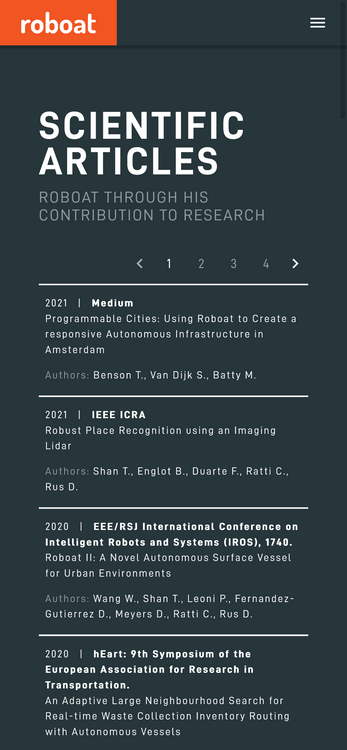 roboat
SCIENTIFIC
ARTICLES
ROBOAT THROUGH HIS
CONTRIBUTION TO RESEARCH
1 2 3 4
2021 | Medium
Programmable Cities: Using Roboat to Create a
responsive Autonomous Infrastructure in
Amsterdam
Authors: Benson T., Van Dijk S., Batty M.
2021 | IEEE ICRA
Robust Place Recognition using an Imaging
Lidar
Authors: Shan T., Englot B., Duarte F., Ratti C.,
Rus D.
2020 | EEE/RSJ International Conference on
Intelligent Robots and Systems (IROS), 1740.
Roboat II: A Novel Autonomous Surface Vessel
for Urban Environments
Authors: Wang W., Shan T., Leoni P., Fernandez-
Gutierrez D., Meyers D., Ratti C., Rus D.
2020 | hEart: 9th Symposium of the
European Association for Research in
Transportation.
An Adaptive Large Neighbourhood Search for
Real-time Waste Collection Inventory Routing
with Autonomous Vessels